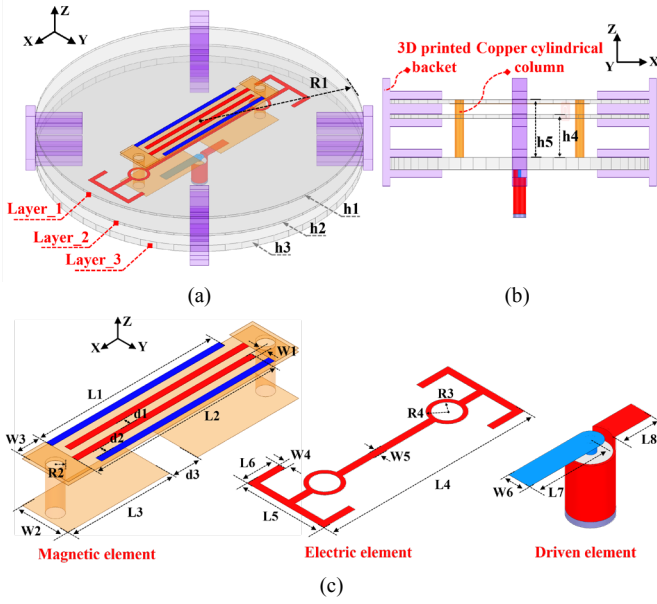 Z
X
Y
R1
Layer_1
Layer_2
Layer_3
h1
h2
h3
(a)
3D printed Copper cylindrical
backet
column
Z
Y
X
h5
h4
(b)
Z
X
Y
L1
W1
d1
L2
W3
d2
R2
d3
W2
L3
Magnetic element
R3
R4
L6
W4
W5
L4
L5
Electric element
L8
W6
L7
Driven element
(c)